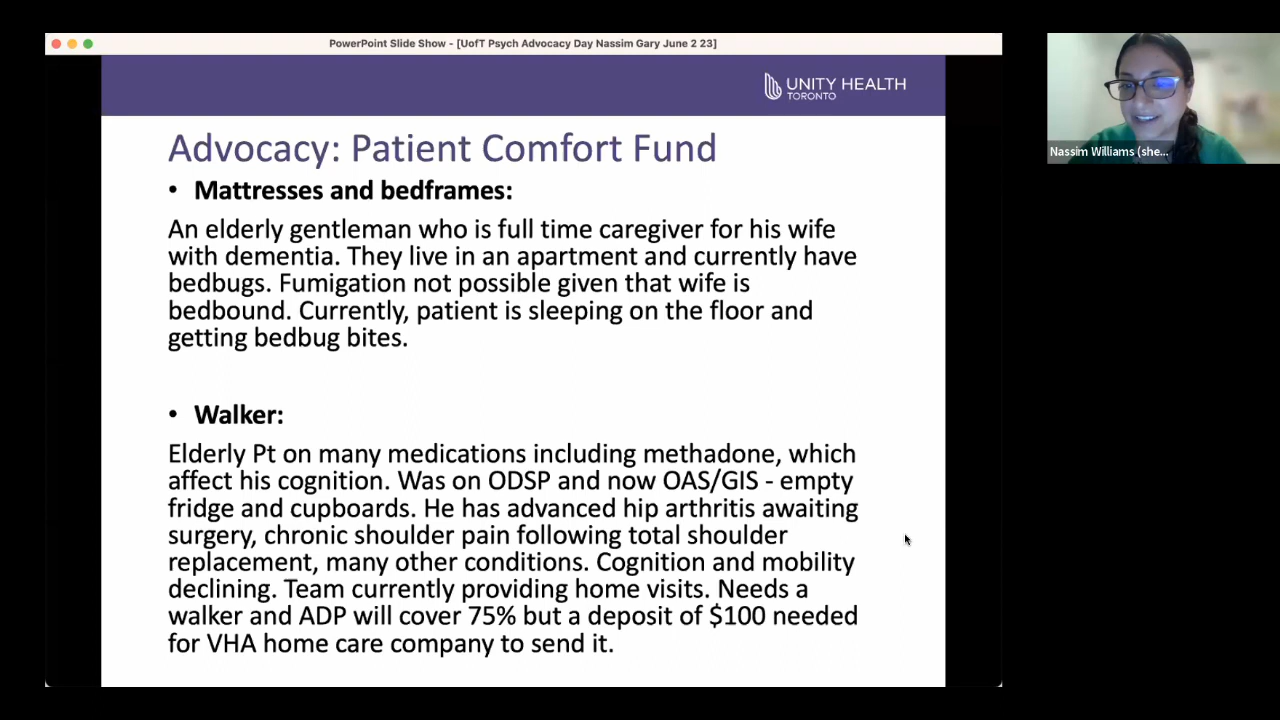 PowerPoint Slide Show - [UofT Psych Advocacy Day Nassim Gary June 2 23]
UNITY HEALTH
TORONTO
Nassim Williams (she...
Advocacy: Patient Comfort Fund
• Mattresses and bedframes:
An elderly gentleman who is full time caregiver for his wife
with dementia. They live in an apartment and currently have
bedbugs. Fumigation not possible given that wife is
bedbound. Currently, patient is sleeping on the floor and
getting bedbug bites.
• Walker:
Elderly Pt on many medications including methadone, which
affect his cognition. Was on ODSP and now OAS/GIS - empty
fridge and cupboards. He has advanced hip arthritis awaiting
surgery, chronic shoulder pain following total shoulder
replacement, many other conditions. Cognition and mobility
declining. Team currently providing home visits. Needs a
walker and ADP will cover 75% but a deposit of $100 needed
for VHA home care company to send it.